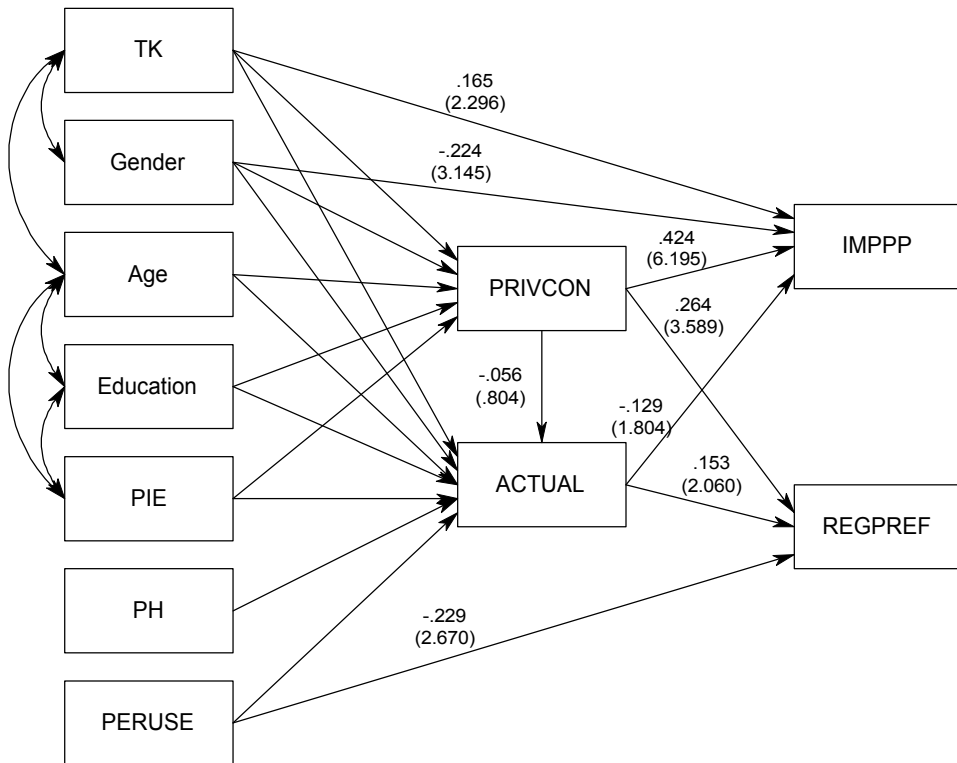 TK
.165
(2.296)
Gender
-.224
(3.145)
IMPPP
.424
(6.195)
Age
PRIVCON
.264
(3.589)
Education
-.056
(.804)
-.129
(1.804)
PIE
ACTUAL
.153
(2.060)
REGPREF
PH
-.229
(2.670)
PERUSE